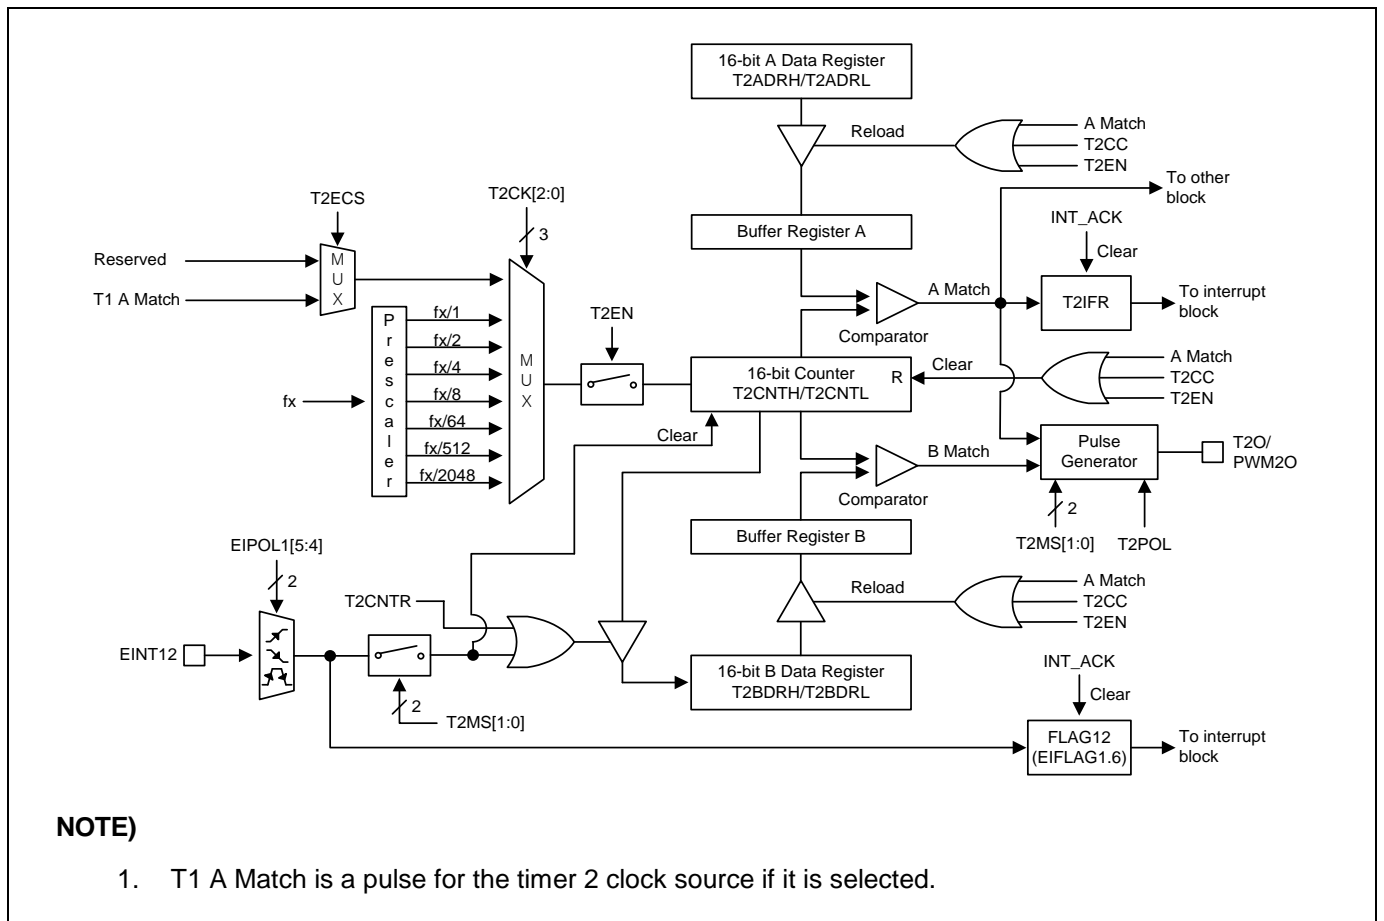 16-bit A Data Register
T2ADRH/T2ADRL
Reload
A Match
T2CC
T2EN
To other
block
T2ECS
T2CK[2:0]
3
Buffer Register A
INT_ACK
Clear
Reserved
T1 A Match
MUX
A Match
T2IFR
To interrupt
block
Comparator
Prescaler
fx/1
fx/2
fx/4
fx/8
fx/64
fx/512
fx/2048
fx
MUX
T2EN
16-bit Counter
T2CNTH/T2CNTL
R
Clear
A Match
T2CC
T2EN
Clear
B Match
Comparator
Pulse
Generator
T2O/
PWM2O
2
T2MS[1:0]
T2POL
Buffer Register B
EIPOL1[5:4]
2
Reload
A Match
T2CC
T2EN
T2CNTR
EINT12
2
T2MS[1:0]
16-bit B Data Register
T2BDRH/T2BDRL
INT_ACK
Clear
FLAG12
(EIFLAG1.6)
To interrupt
block
NOTE)
1. T1 A Match is a pulse for the timer 2 clock source if it is selected.